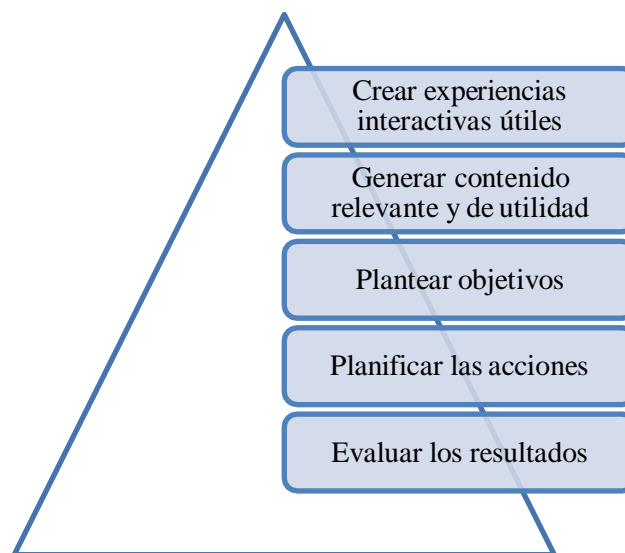 Crear experiencias
interactivas útiles
Generar contenido
relevante y de utilidad
Plantear objetivos
Planificar las acciones
Evaluar los resultados